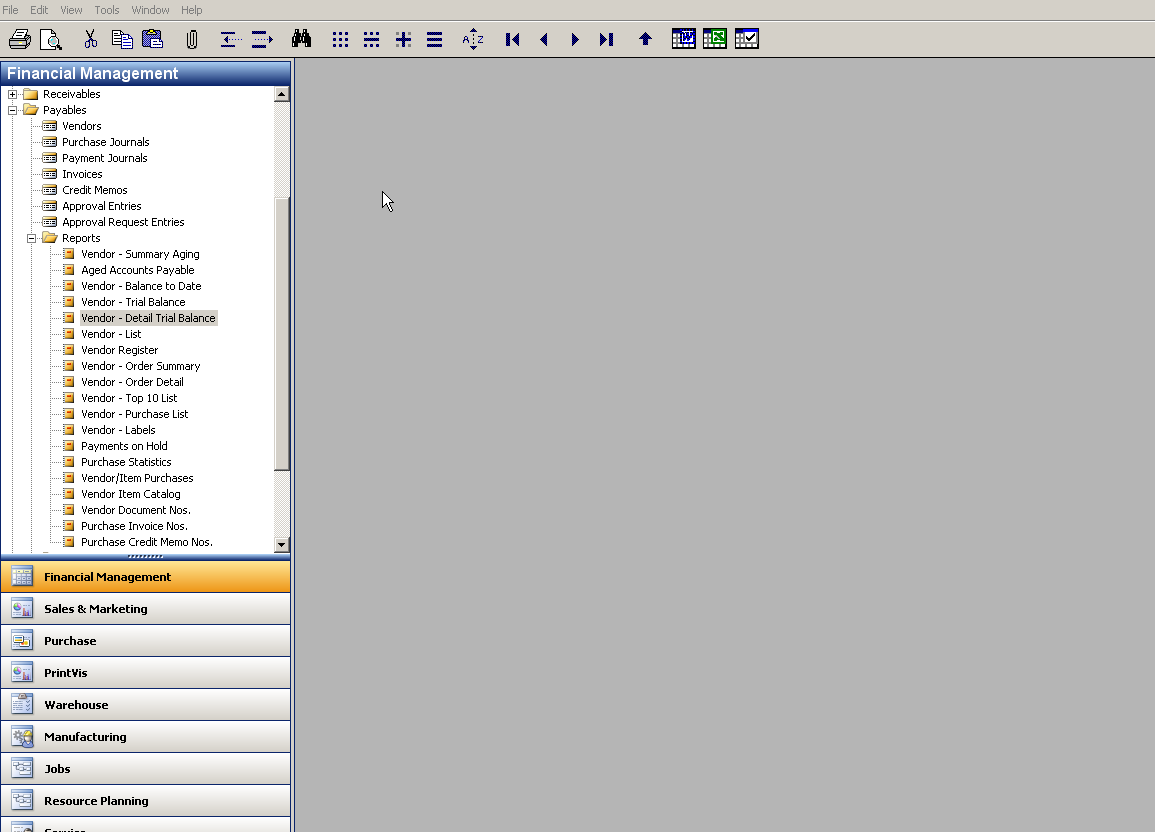 File Edit View Tools Window Help
Financial Management
Receivables
Payables
Vendors
Purchase Journals
Payment Journals
Invoices
Credit Memos
Approval Entries
Approval Request Entries
Reports
Vendor - Summary Aging
Aged Accounts Payable
Vendor - Balance to Date
Vendor - Trial Balance
Vendor - Detail Trial Balance
Vendor - List
Vendor Register
Vendor - Order Summary
Vendor - Order Detail
Vendor - Top 10 List
Vendor - Purchase List
Vendor - Labels
Payments on Hold
Purchase Statistics
Vendor/Item Purchases
Vendor Item Catalog
Vendor Document Nos.
Purchase Invoice Nos.
Purchase Credit Memo Nos.
Financial Management
Sales & Marketing
Purchase
PrintVis
Warehouse
Manufacturing
Jobs
Resource Planning
Service